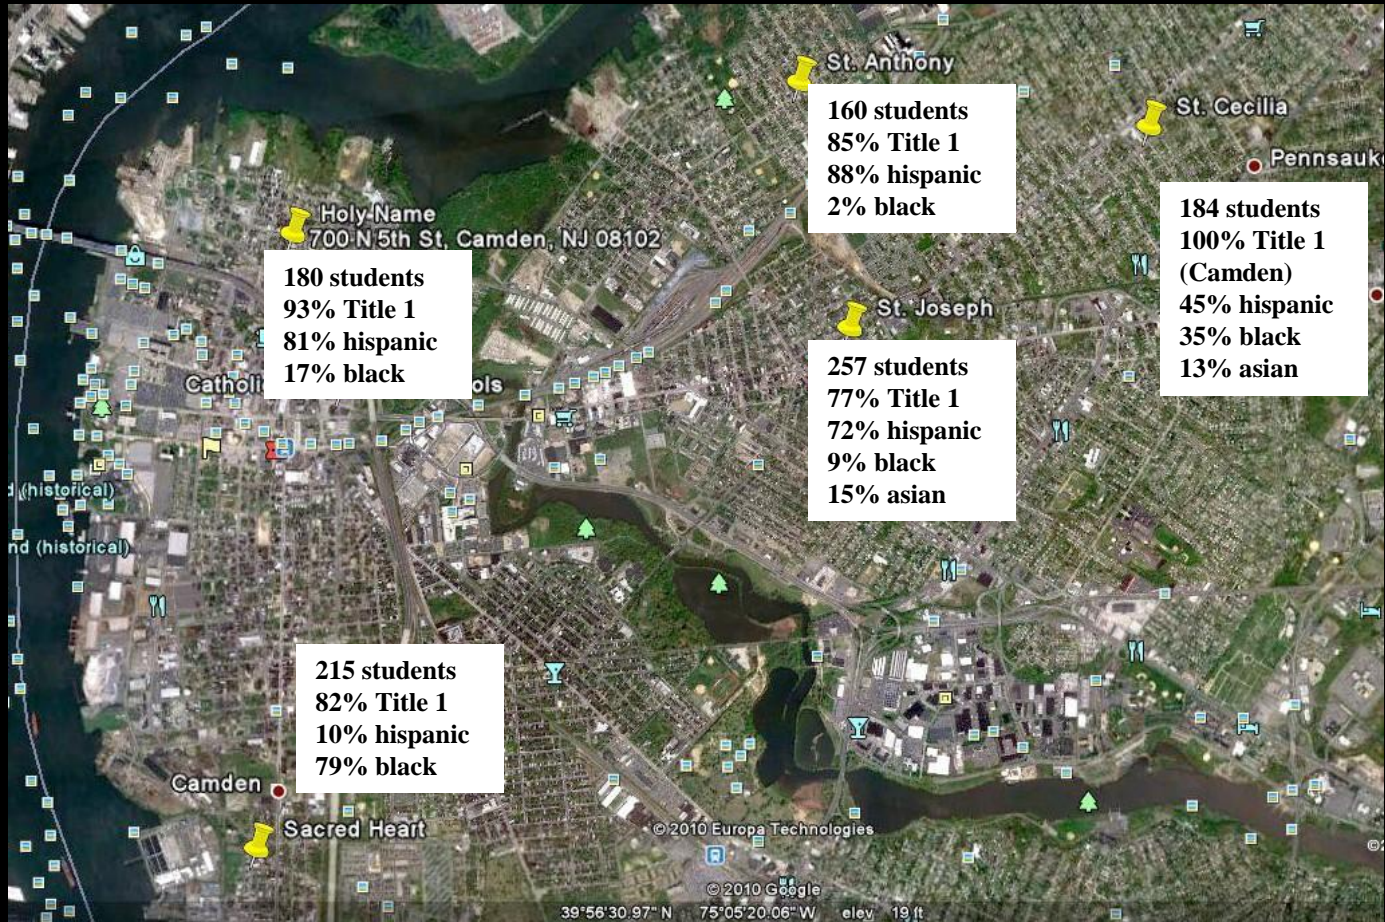 St. Anthony
160 students
85% Title 1
88% hispanic
2% black
St. Cecilia
184 students
100% Title 1
(Camden)
45% hispanic
35% black
13% asian
Holy Name
700 N 5th St, Camden, NJ 08102
180 students
93% Title 1
81% hispanic
17% black
St. Joseph
257 students
77% Title 1
72% hispanic
9% black
15% asian
(historical)
(historical)
215 students
82% Title 1
10% hispanic
79% black
Camden
Sacred Heart
© 2010 Europa Technologies
© 2010 Google
39°56'30.97" N 75°05'20.06" W elev 19 ft